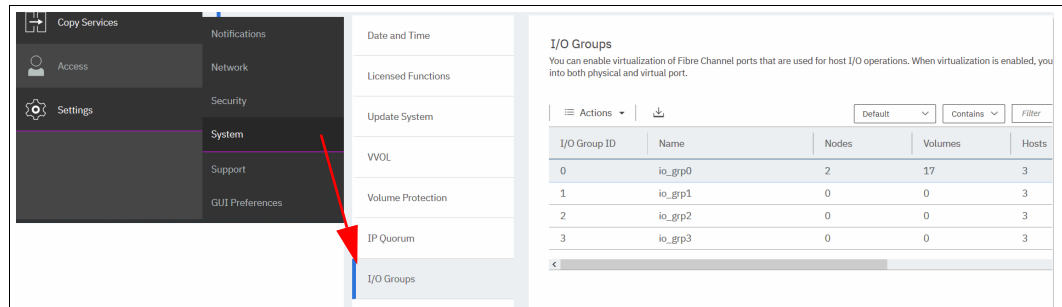 Copy Services
Access
Settings
Notifications
Network
Security
System
Support
GUI Preferences
Date and Time
Licensed Functions
Update System
VVOL
Volume Protection
IP Quorum
I/O Groups
I/O Groups
You can enable virtualization of Fibre Channel ports that are used for host I/O operations. When virtualization is enabled, you
into both physical and virtual port.
Actions Default Contains Filter
I/O Group ID Name Nodes Volumes Hosts
0 io_grp0 2 17 3
1 io_grp1 0 0 3
2 io_grp2 0 0 3
3 io_grp3 0 0 3